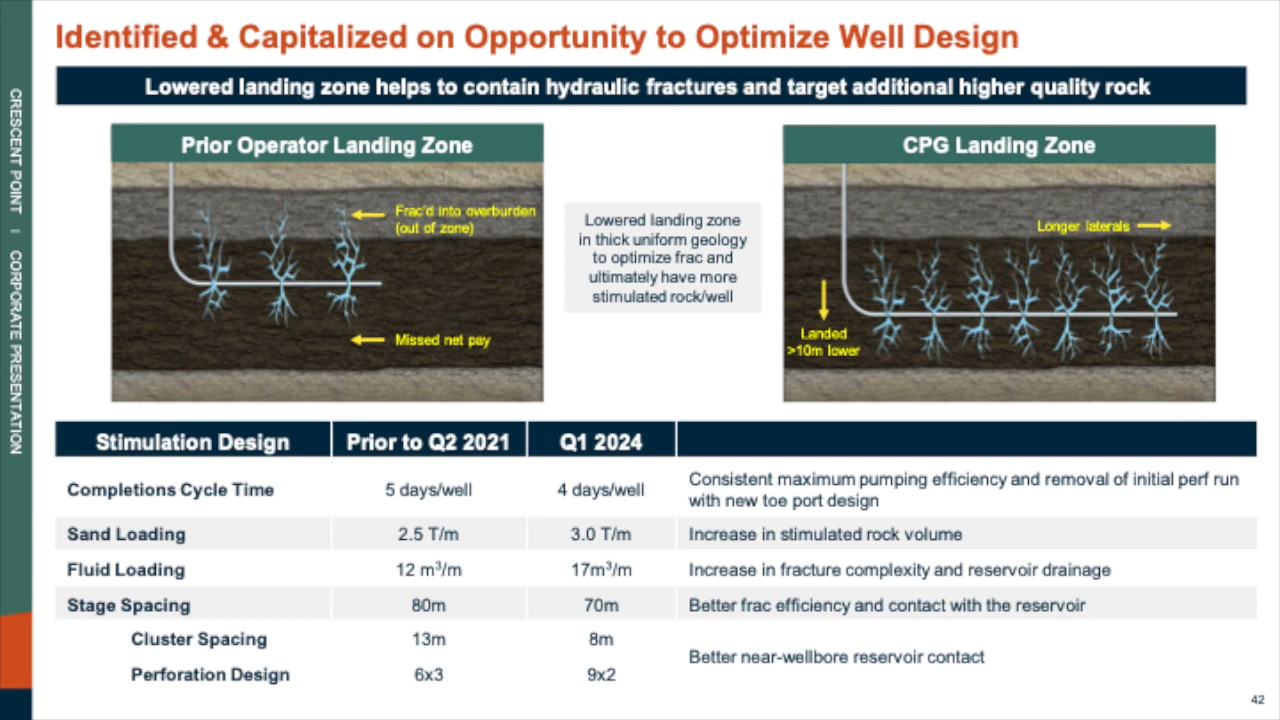 Identified & Capitalized on Opportunity to Optimize Well Design
Lowered landing zone helps to contain hydraulic fractures and target additional higher quality rock
CRESCENT POINT I CORPORATE PRESENTATION
Prior Operator Landing Zone
Frac'd into overburden
(out of zone)
Missed net pay
Lowered landing zone
in thick uniform geology
to optimize frac and
ultimately have more
stimulated rock/well
CPG Landing Zone
Longer laterals
Landed
>10m lower
Stimulation Design Prior to Q2 2021 Q1 2024
Completions Cycle Time 5 days/well 4 days/well Consistent maximum pumping efficiency and removal of initial perf run
with new toe port design
Sand Loading 2.5 T/m 3.0 T/m Increase in stimulated rock volume
Fluid Loading 12 m³/m 17m³/m Increase in fracture complexity and reservoir drainage
Stage Spacing 80m 70m Better frac efficiency and contact with the reservoir
Cluster Spacing 13m 8m
Better near-wellbore reservoir contact
Perforation Design 6x3 9x2
42